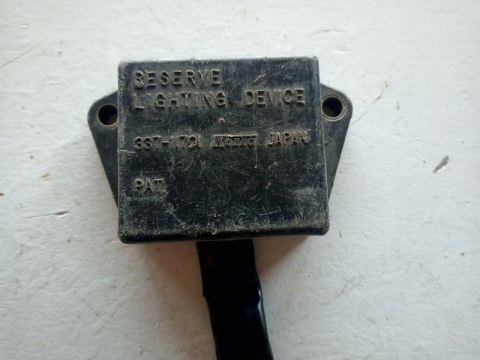 RESERVE
LIGHTING DEVICE
337-1721 KOITO JAPAN
PAT.